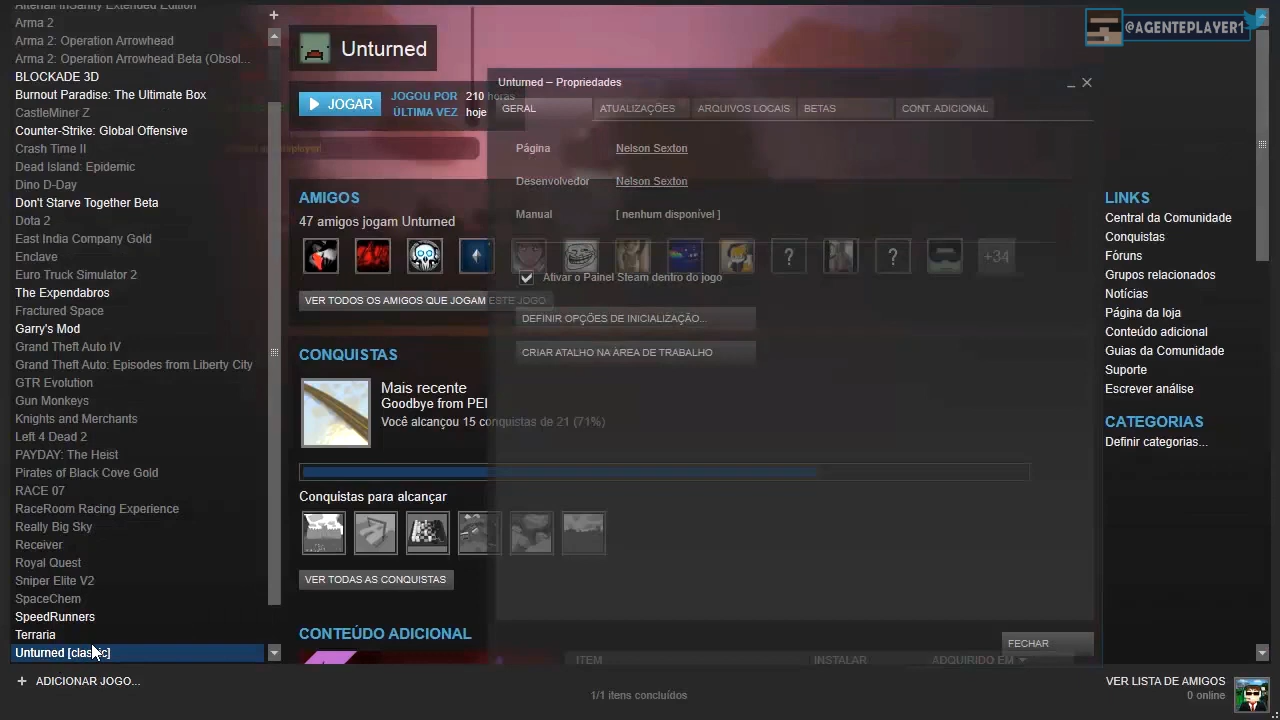 Afterfall InSanity Extended Edition
Arma 2
Arma 2: Operation Arrowhead
Arma 2: Operation Arrowhead Beta (Obsol...
BLOCKADE 3D
Burnout Paradise: The Ultimate Box
CastleMiner Z
Counter-Strike: Global Offensive
Crash Time II
Dead Island: Epidemic
Dino D-Day
Don't Starve Together Beta
Dota 2
East India Company Gold
Enclave
Euro Truck Simulator 2
The Expendabros
Fractured Space
Garry's Mod
Grand Theft Auto IV
Grand Theft Auto: Episodes from Liberty City
GTR Evolution
Gun Monkeys
Knights and Merchants
Left 4 Dead 2
PAYDAY: The Heist
Pirates of Black Cove Gold
RACE 07
RaceRoom Racing Experience
Really Big Sky
Receiver
Royal Quest
Sniper Elite V2
SpaceChem
SpeedRunners
Terraria
Unturned [classic]
+ ADICIONAR JOGO...
Unturned
JOGAR
JOGOU POR 210 horas
ÚLTIMA VEZ hoje
AMIGOS
47 amigos jogam Unturned
+34
VER TODOS OS AMIGOS QUE JOGAM ESTE JOGO
CONQUISTAS
Mais recente
Goodbye from PEI
Você alcançou 15 conquistas de 21 (71%)
Conquistas para alcançar
VER TODAS AS CONQUISTAS
CONTEÚDO ADICIONAL
ITEM INSTALAR ADQUIRIDO EM
1/1 itens concluídos
Unturned – Propriedades
GERAL ATUALIZAÇÕES ARQUIVOS LOCAIS BETAS CONT. ADICIONAL
Página Nelson Sexton
Desenvolvedor Nelson Sexton
Manual [ nenhum disponível ]
Ativar o Painel Steam dentro do jogo
DEFINIR OPÇÕES DE INICIALIZAÇÃO...
CRIAR ATALHO NA ÁREA DE TRABALHO
FECHAR
@AGENTEPLAYER1
LINKS
Central da Comunidade
Conquistas
Fóruns
Grupos relacionados
Notícias
Página da loja
Conteúdo adicional
Guias da Comunidade
Suporte
Escrever análise
CATEGORIAS
Definir categorias...
VER LISTA DE AMIGOS
0 online